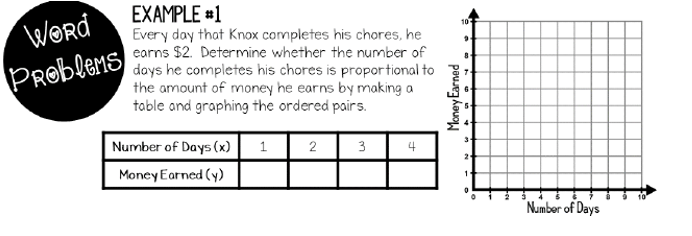 WORD
PROBLEMS
EXAMPLE #1
Every day that Knox completes his chores, he
earns $2. Determine whether the number of
days he completes his chores is proportional to
the amount of money he earns by making a
table and graphing the ordered pairs.
Number of Days (x) 1 2 3 4
Money Earned (y)
Money Earned
10
9
8
7
6
5
4
3
2
1
0
0 1 2 3 4 5 6 7 8 9 10
Number of Days